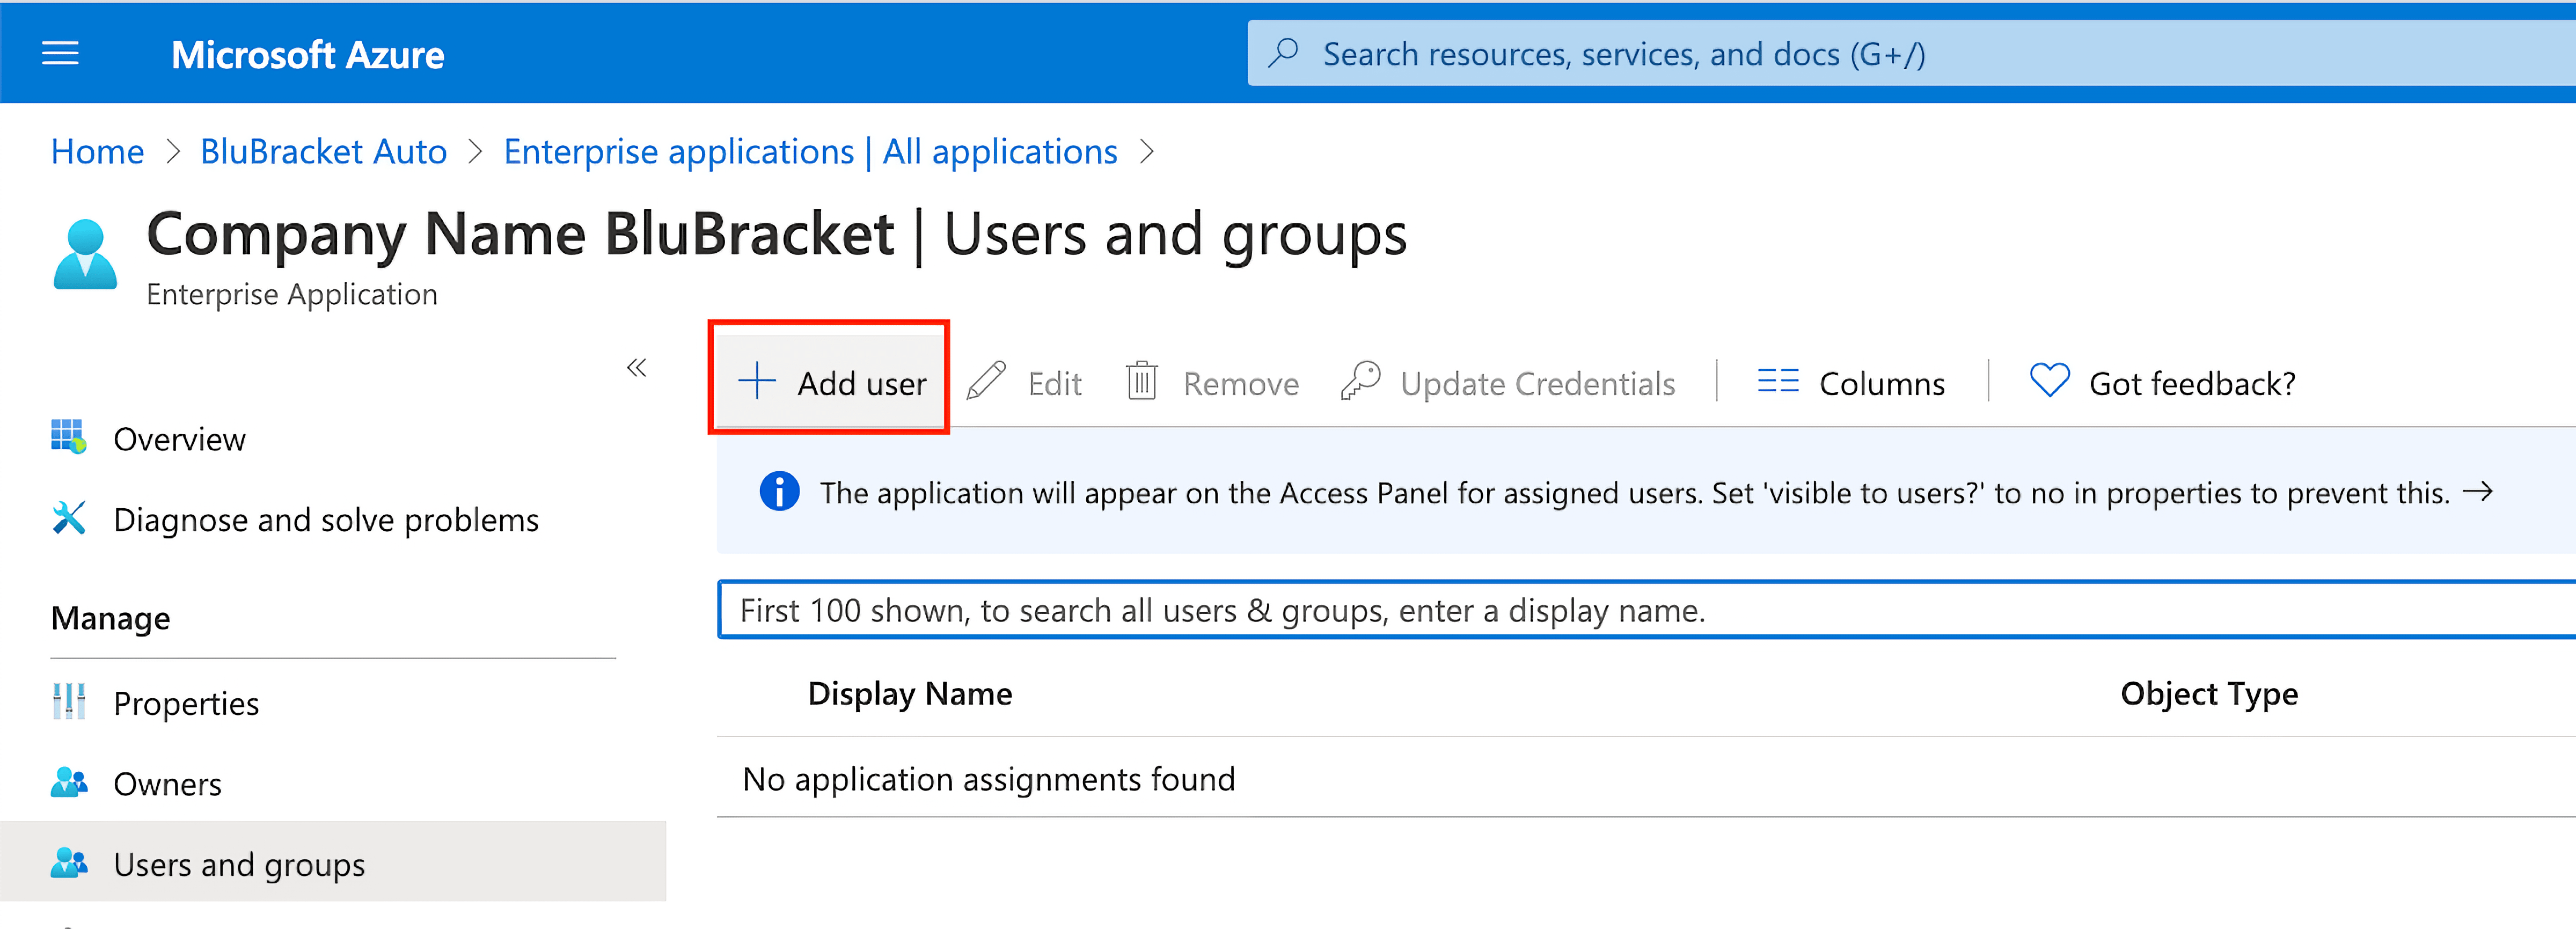 Microsoft Azure
Search resources, services, and docs (G+/)
Home > BluBracket Auto > Enterprise applications | All applications >
Company Name BluBracket | Users and groups
Enterprise Application
«
Add user Edit Remove Update Credentials | Columns | Got feedback?
Overview
Diagnose and solve problems
Manage
Properties
Owners
Users and groups
The application will appear on the Access Panel for assigned users. Set 'visible to users?' to no in properties to prevent this. →
First 100 shown, to search all users & groups, enter a display name.
Display Name Object Type
No application assignments found